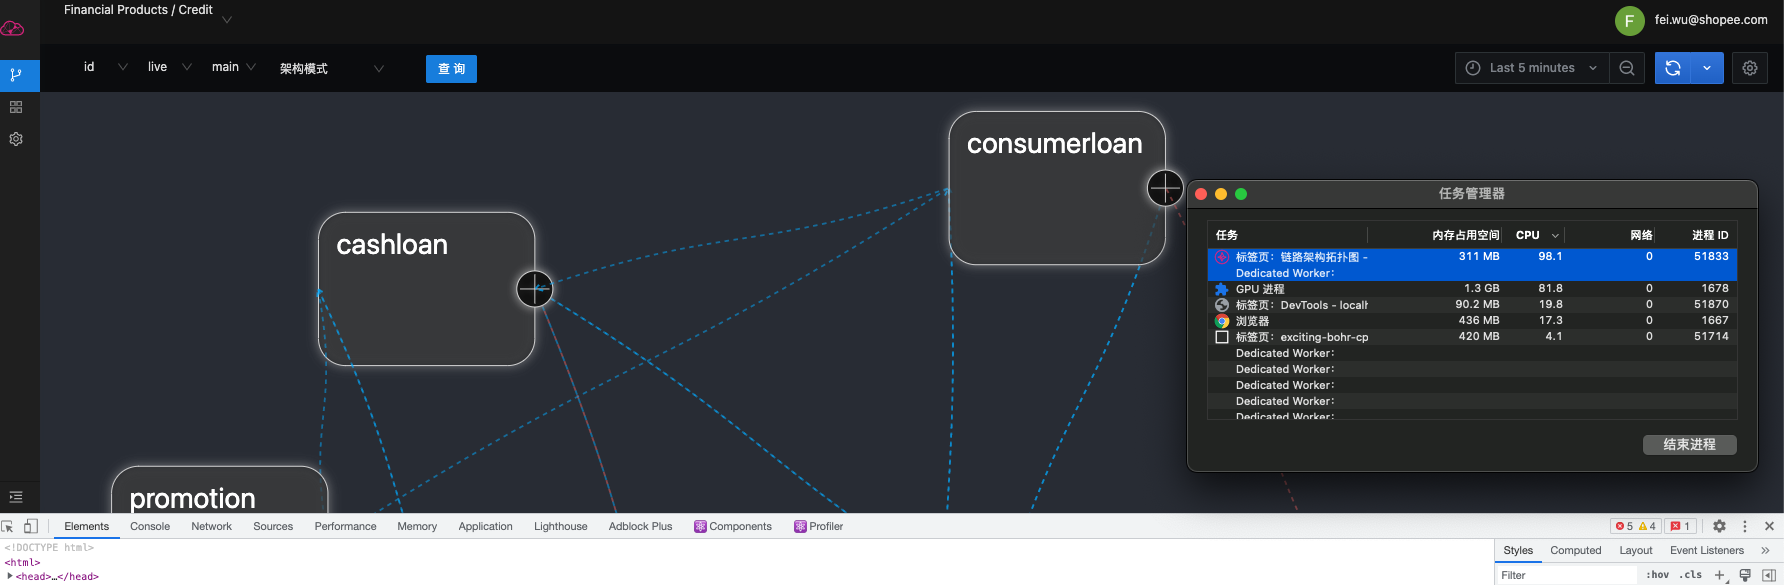 Financial Products / Credit
F fei.wu@shopee.com
id live main 架构模式 查 询
Last 5 minutes
consumerloan
cashloan
promotion
任务管理器
任务 内存占用空间 CPU 网络 进程 ID
标签页：链路架构拓扑图 - 311 MB 98.1 0 51833
Dedicated Worker：
GPU 进程 1.3 GB 81.8 0 1678
标签页：DevTools - localh 90.2 MB 19.8 0 51870
浏览器 436 MB 17.3 0 1667
标签页：exciting-bohr-cp 420 MB 4.1 0 51714
Dedicated Worker：
Dedicated Worker：
Dedicated Worker：
Dedicated Worker：
Dedicated Worker：
结束进程
Elements Console Network Sources Performance Memory Application Lighthouse Adblock Plus Components Profiler 5 4 1
<!DOCTYPE html>
<html>
<head>…</head>
Styles Computed Layout Event Listeners
Filter :hov .cls